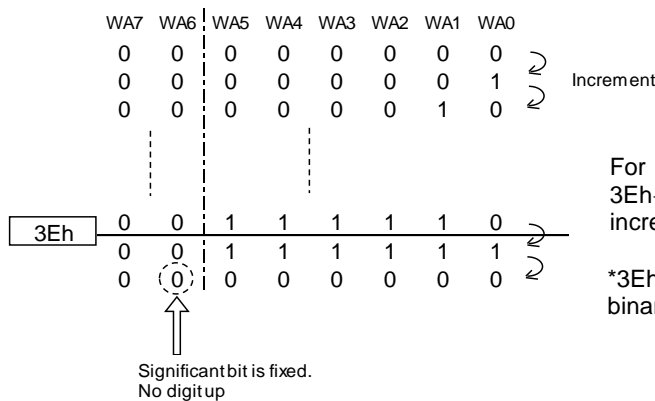 WA7 WA6 WA5 WA4 WA3 WA2 WA1 WA0
0 0 0 0 0 0 0 0
0 0 0 0 0 0 0 1
Increment
0 0 0 0 0 0 1 0
For
3Eh-
incre
3Eh 0 0 1 1 1 1 1 0
0 0 1 1 1 1 1 1
0 0 0 0 0 0 0 0
*3Eh
binar
Significant bit is fixed.
No digit up